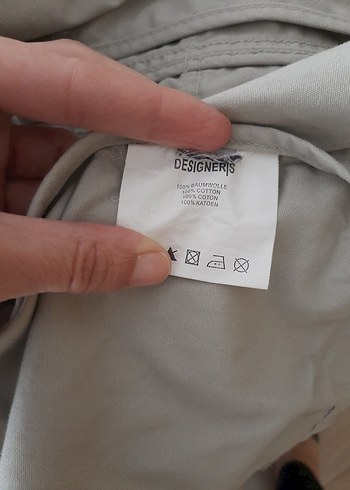 DESIGNER|S
100% BAUMWOLLE
100% COTTON
100% COTON
100% KATOEN